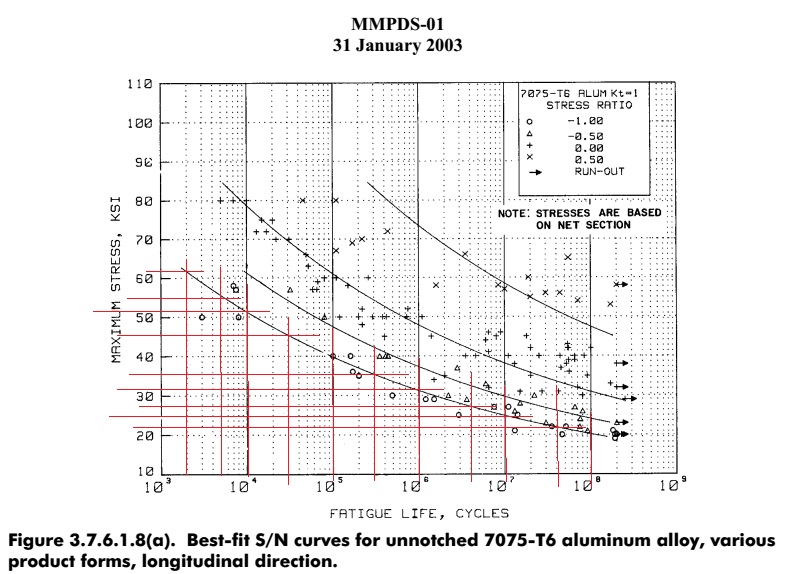 MMPDS-01
31 January 2003
110
100
90
80
70
60
50
40
30
20
10
MAXIMUM STRESS, KSI
7075-T6 ALUM Kt=1
STRESS RATIO
○ -1.00
△ -0.50
+ 0.00
× 0.50
→ RUN-OUT
NOTE: STRESSES ARE BASED
ON NET SECTION
10³ 10⁴ 10⁵ 10⁶ 10⁷ 10⁸ 10⁹
FATIGUE LIFE, CYCLES
Figure 3.7.6.1.8(a). Best-fit S/N curves for unnotched 7075-T6 aluminum alloy, various
product forms, longitudinal direction.